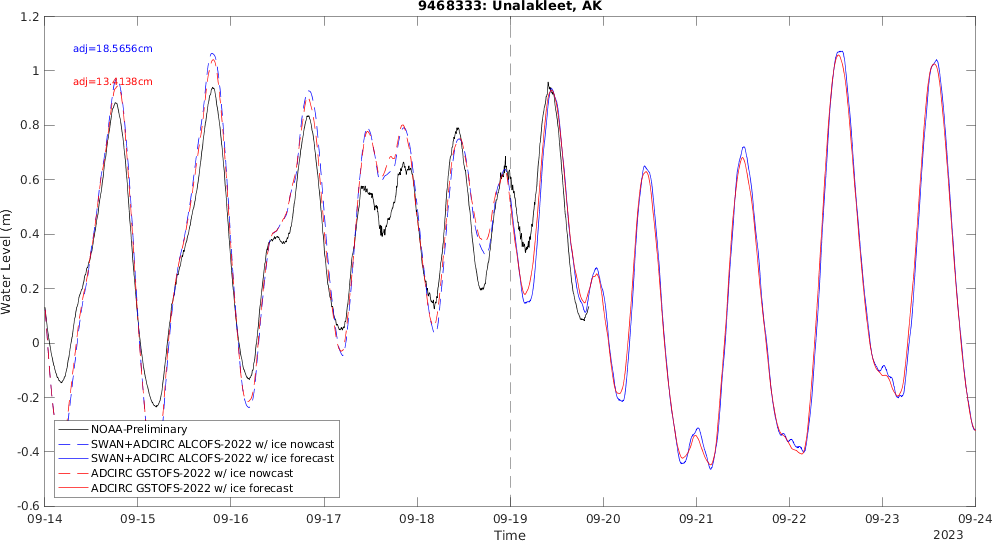 9468333: Unalakleet, AK
adj=18.5656cm
adj=13.4138cm
Water Level (m)
1.2
1
0.8
0.6
0.4
0.2
0
-0.2
-0.4
-0.6
NOAA-Preliminary
SWAN+ADCIRC ALCOFS-2022 w/ ice nowcast
SWAN+ADCIRC ALCOFS-2022 w/ ice forecast
ADCIRC GSTOFS-2022 w/ ice nowcast
ADCIRC GSTOFS-2022 w/ ice forecast
09-14 09-15 09-16 09-17 09-18 09-19 09-20 09-21 09-22 09-23 09-24
Time
2023